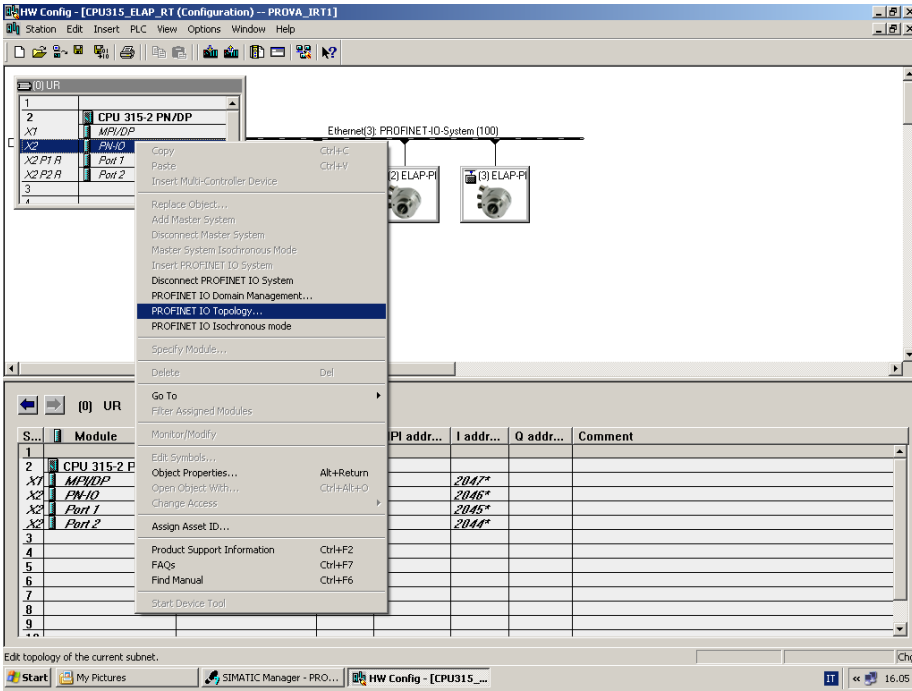 HW Config - [CPU315_ELAP_RT (Configuration) -- PROVA_IRT1]
Station Edit Insert PLC View Options Window Help
(0) UR
1
2 CPU 315-2 PN/DP
X1 MPI/DP
X2 PN-IO
X2 P1 R Port 1
X2 P2 R Port 2
3
4
Ethernet(3): PROFINET-IO-System (100)
(2) ELAP-PI
(3) ELAP-PI
Copy Ctrl+C
Paste Ctrl+V
Insert Multi-Controller Device
Replace Object...
Add Master System
Disconnect Master System
Master System Isochronous Mode
Insert PROFINET IO System
Disconnect PROFINET IO System
PROFINET IO Domain Management...
PROFINET IO Topology...
PROFINET IO Isochronous mode
Specify Module...
Delete Del
Go To
Filter Assigned Modules
Monitor/Modify
Edit Symbols...
Object Properties... Alt+Return
Open Object With... Ctrl+Alt+O
Change Access
Assign Asset ID...
Product Support Information Ctrl+F2
FAQs Ctrl+F7
Find Manual Ctrl+F6
Start Device Tool
(0) UR
S... Module PI addr... I addr... Q addr... Comment
1
2 CPU 315-2 P
X1 MPI/DP 2047*
X2 PN-IO 2046*
X2 Port 1 2045*
X2 Port 2 2044*
3
4
5
6
7
8
9
Edit topology of the current subnet. Chg
Start My Pictures SIMATIC Manager - PRO... HW Config - [CPU315_... IT « 16.05